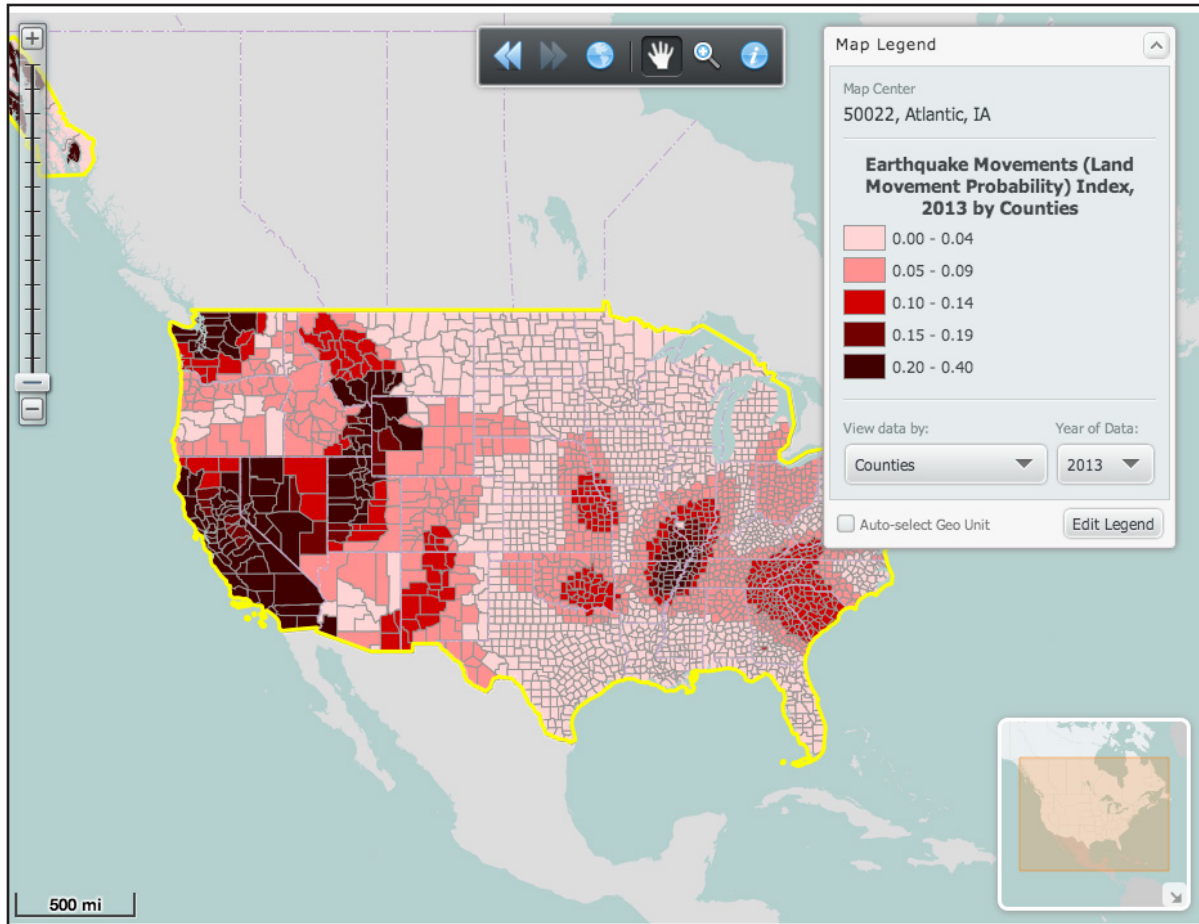 Map Legend
Map Center
50022, Atlantic, IA
Earthquake Movements (Land
Movement Probability) Index,
2013 by Counties
0.00 - 0.04
0.05 - 0.09
0.10 - 0.14
0.15 - 0.19
0.20 - 0.40
View data by:
Year of Data:
Counties
2013
Auto-select Geo Unit
Edit Legend
500 mi